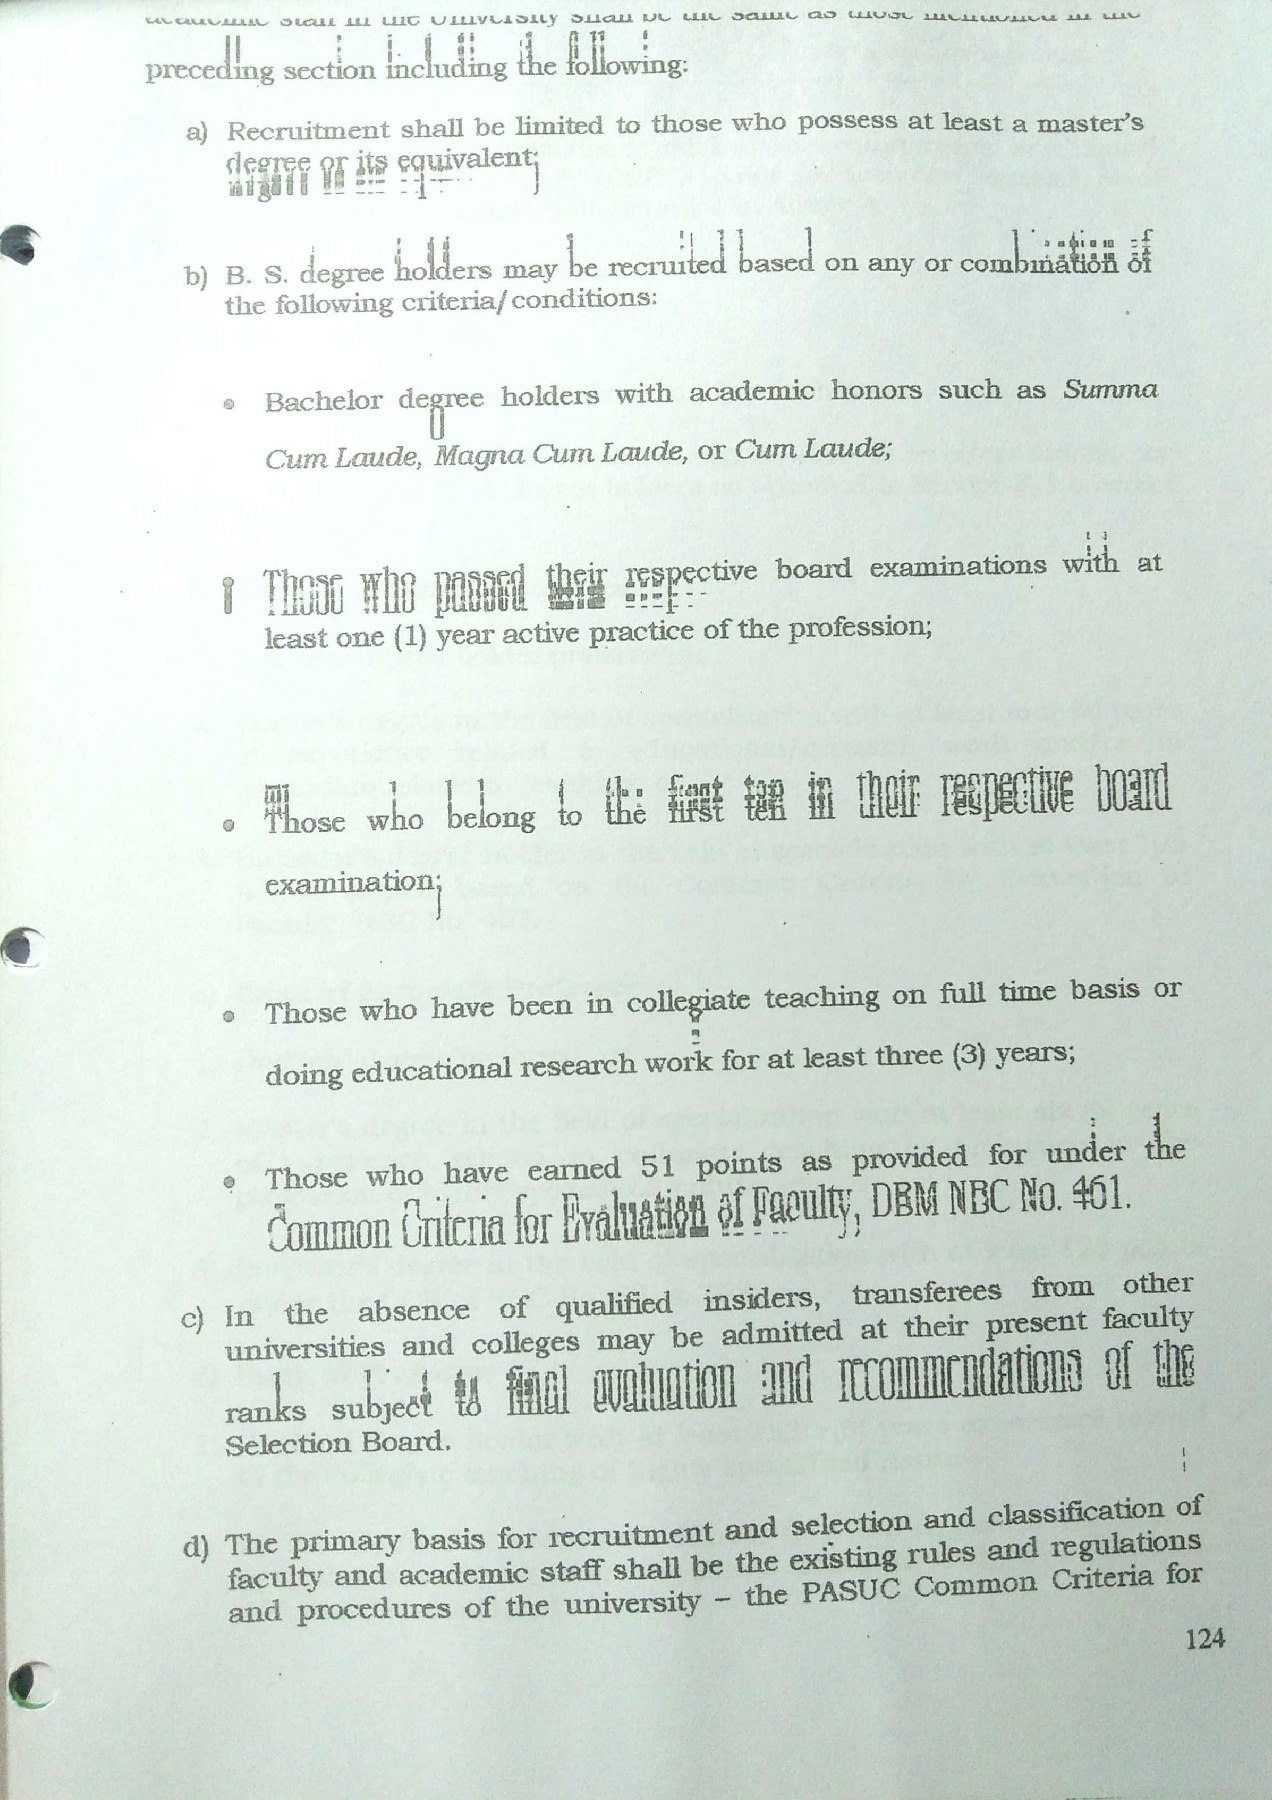 academic staff in the University shall be the same as those mentioned in the
preceding section including the following:
a) Recruitment shall be limited to those who possess at least a master's
degree or its equivalent;
b) B. S. degree holders may be recruited based on any or combination of
the following criteria/conditions:
• Bachelor degree holders with academic honors such as Summa
Cum Laude, Magna Cum Laude, or Cum Laude;
• Those who passed their respective board examinations with at
least one (1) year active practice of the profession;
• Those who belong to the first ten in their respective board
examination;
• Those who have been in collegiate teaching on full time basis or
doing educational research work for at least three (3) years;
• Those who have earned 51 points as provided for under the
Common Criteria for Evaluation of Faculty, DBM NBC No. 461.
c) In the absence of qualified insiders, transferees from other
universities and colleges may be admitted at their present faculty
ranks subject to final evaluation and recommendations of the
Selection Board.
d) The primary basis for recruitment and selection and classification of
faculty and academic staff shall be the existing rules and regulations
and procedures of the university – the PASUC Common Criteria for
124